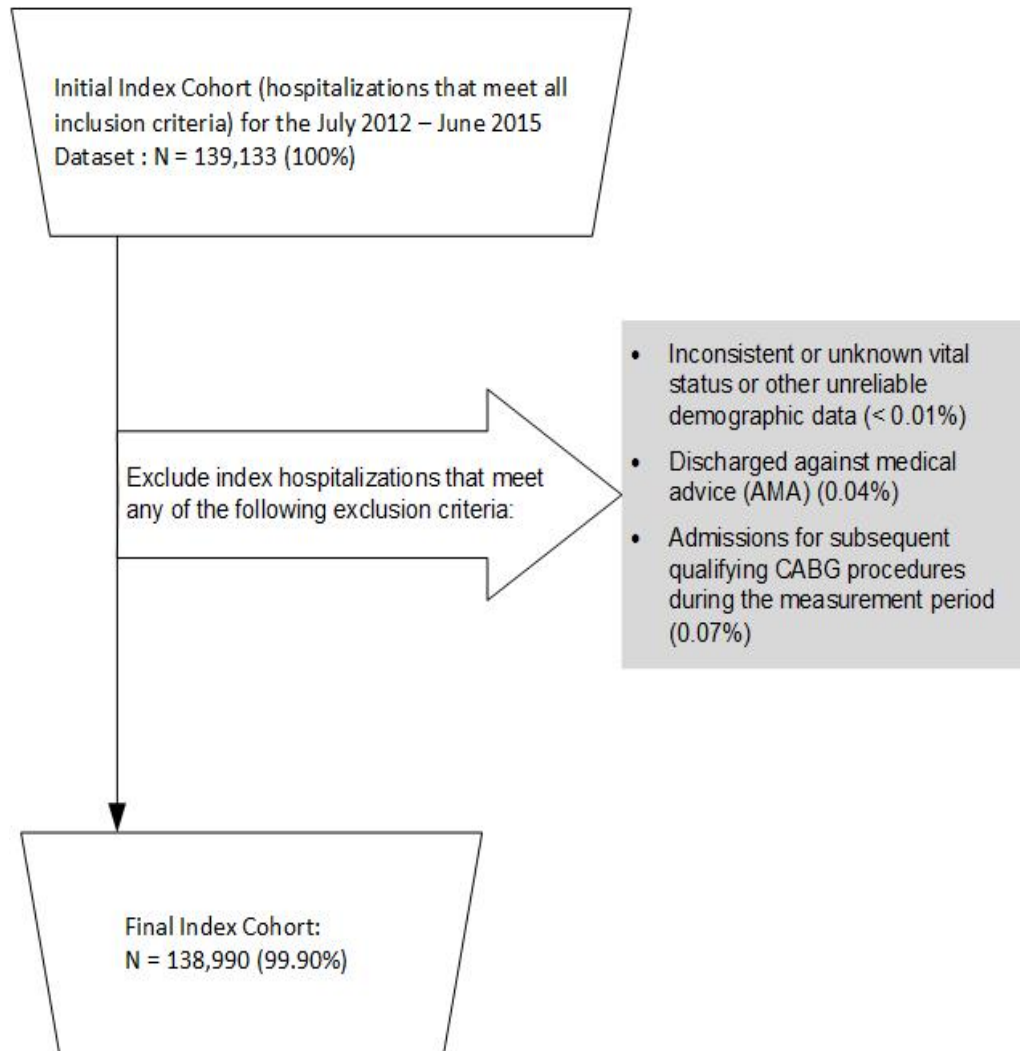 Initial Index Cohort (hospitalizations that meet all
inclusion criteria) for the July 2012 – June 2015
Dataset : N = 139,133 (100%)
Exclude index hospitalizations that meet
any of the following exclusion criteria:
• Inconsistent or unknown vital
status or other unreliable
demographic data (< 0.01%)
• Discharged against medical
advice (AMA) (0.04%)
• Admissions for subsequent
qualifying CABG procedures
during the measurement period
(0.07%)
Final Index Cohort:
N = 138,990 (99.90%)